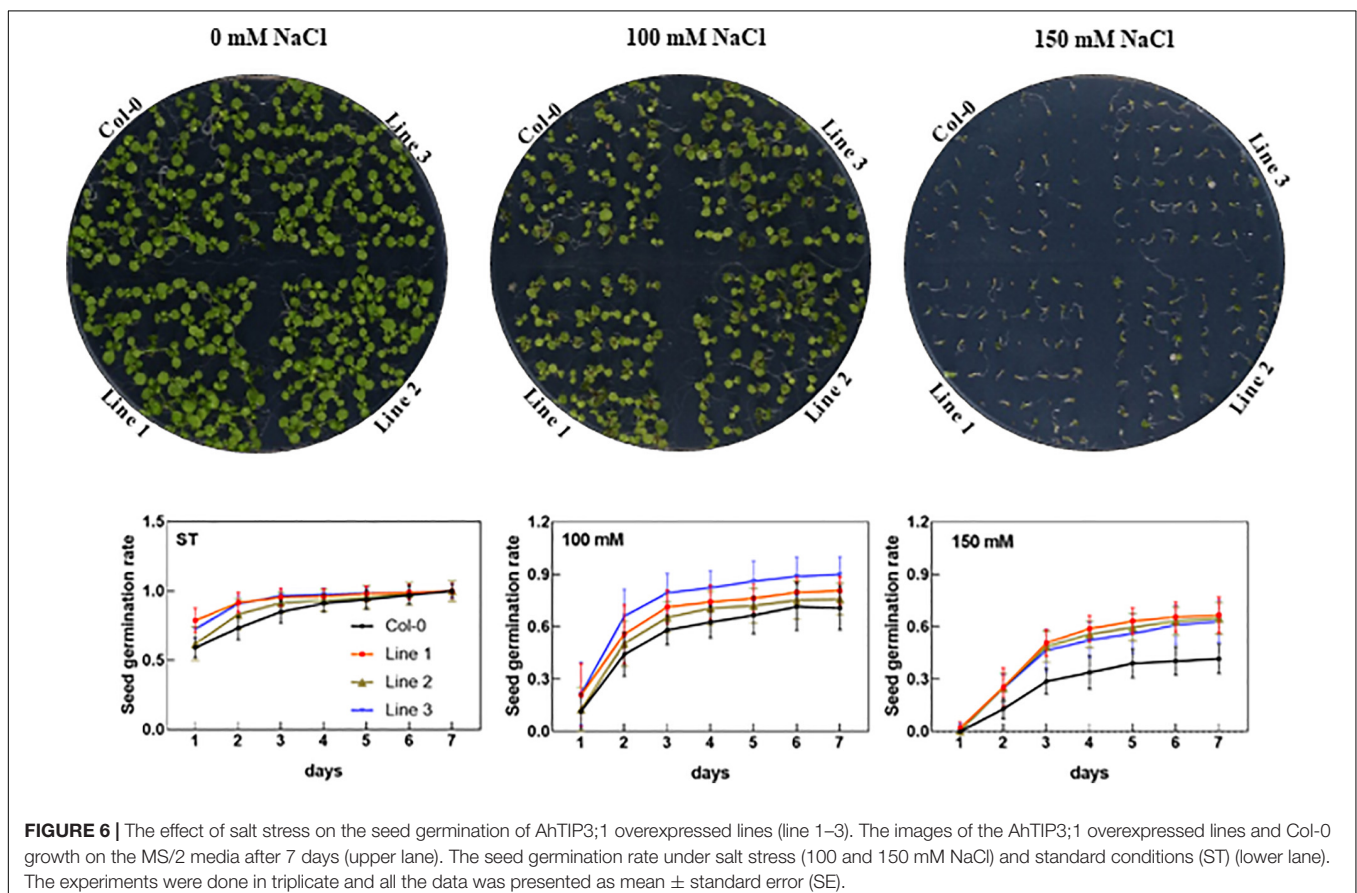 0 mM NaCl
100 mM NaCl
150 mM NaCl
Col-0
Line 3
Line 1
Line 2
Col-0
Line 3
Line 1
Line 2
Col-0
Line 3
Line 1
Line 2
Seed germination rate
1.5
1.0
0.5
0.0
ST
Col-0
Line 1
Line 2
Line 3
1 2 3 4 5 6 7
days
Seed germination rate
1.2
0.9
0.6
0.3
0.0
100 mM
1 2 3 4 5 6 7
days
Seed germination rate
1.2
0.9
0.6
0.3
0.0
150 mM
1 2 3 4 5 6 7
days
FIGURE 6 | The effect of salt stress on the seed germination of AhTIP3;1 overexpressed lines (line 1–3). The images of the AhTIP3;1 overexpressed lines and Col-0
growth on the MS/2 media after 7 days (upper lane). The seed germination rate under salt stress (100 and 150 mM NaCl) and standard conditions (ST) (lower lane).
The experiments were done in triplicate and all the data was presented as mean ± standard error (SE).